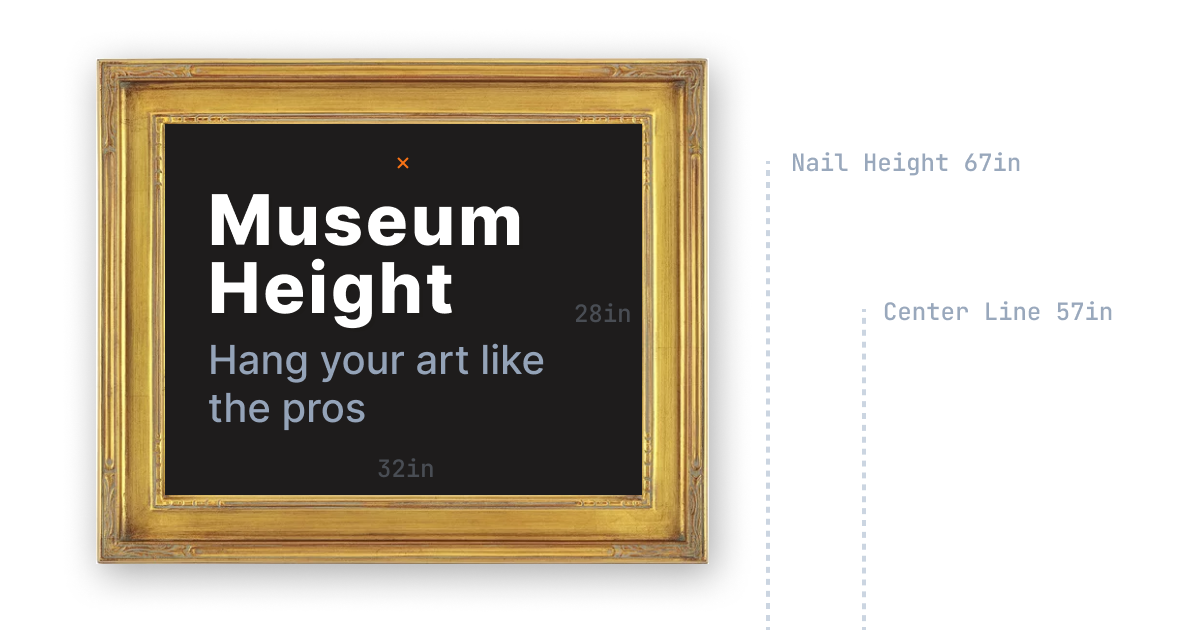 ×
Nail Height 67in
Museum
Height
28in
Center Line 57in
Hang your art like
the pros
32in